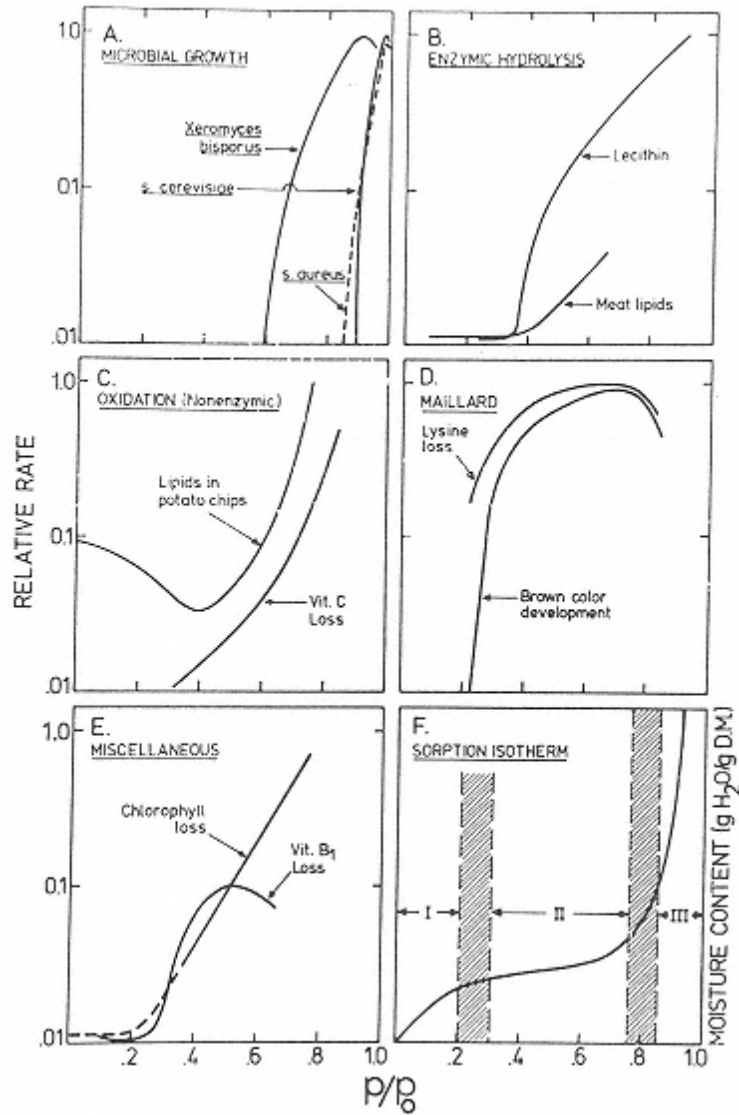 A.
MICROBIAL GROWTH
Xeromyces
bisporus
s. cerevisiae
s. aureus
1.0
.01
.01
B.
ENZYMIC HYDROLYSIS
Lecithin
Meat lipids
C.
OXIDATION (Nonenzymic)
Lipids in
potato chips
Vit. C
Loss
1.0
0.1
.01
D.
MAILLARD
Lysine
loss
Brown color
development
RELATIVE RATE
E.
MISCELLANEOUS
Chlorophyll
loss
Vit. B1
Loss
1.0
0.1
.01
.2
.4
.6
.8
1.0
F.
SORPTION ISOTHERM
I
II
III
.2
.4
.6
.8
1.0
MOISTURE CONTENT (g H2O/g D.M.)
p/po